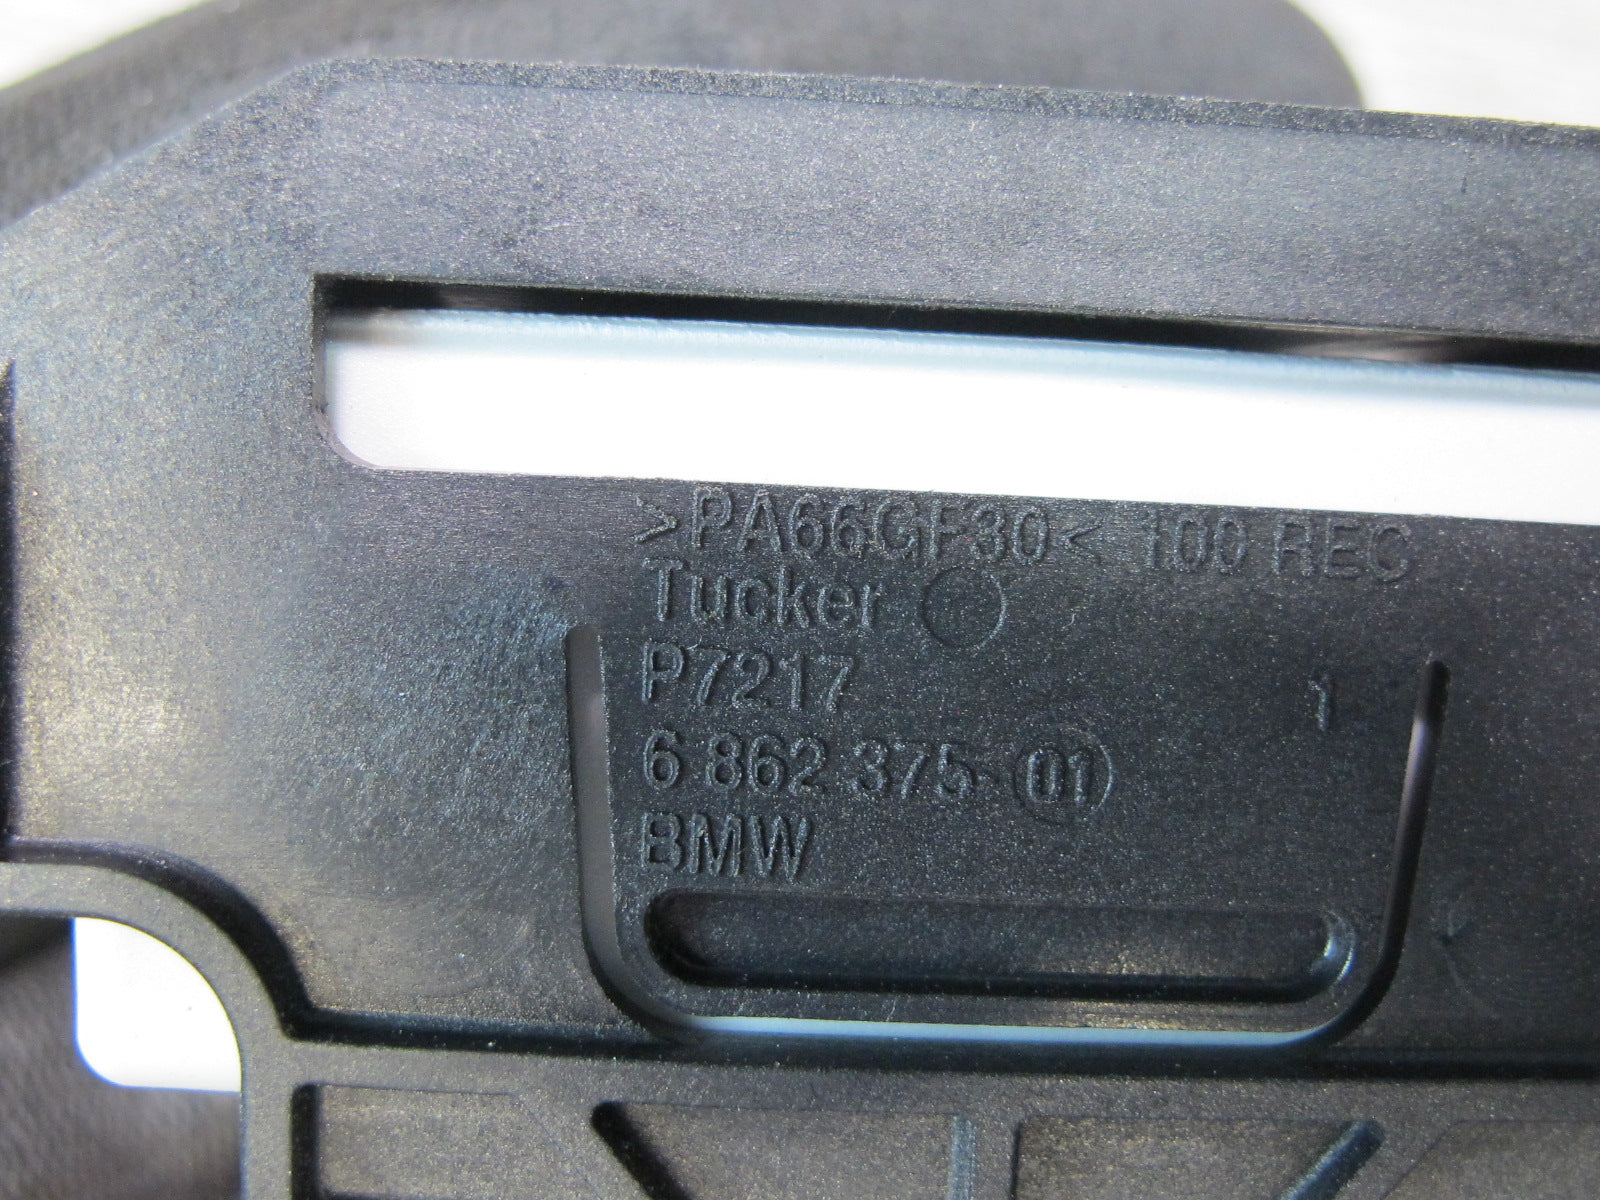 >PA66GF30< 100 REC
Tucker
P7217 1
6 862 375 01
BMW